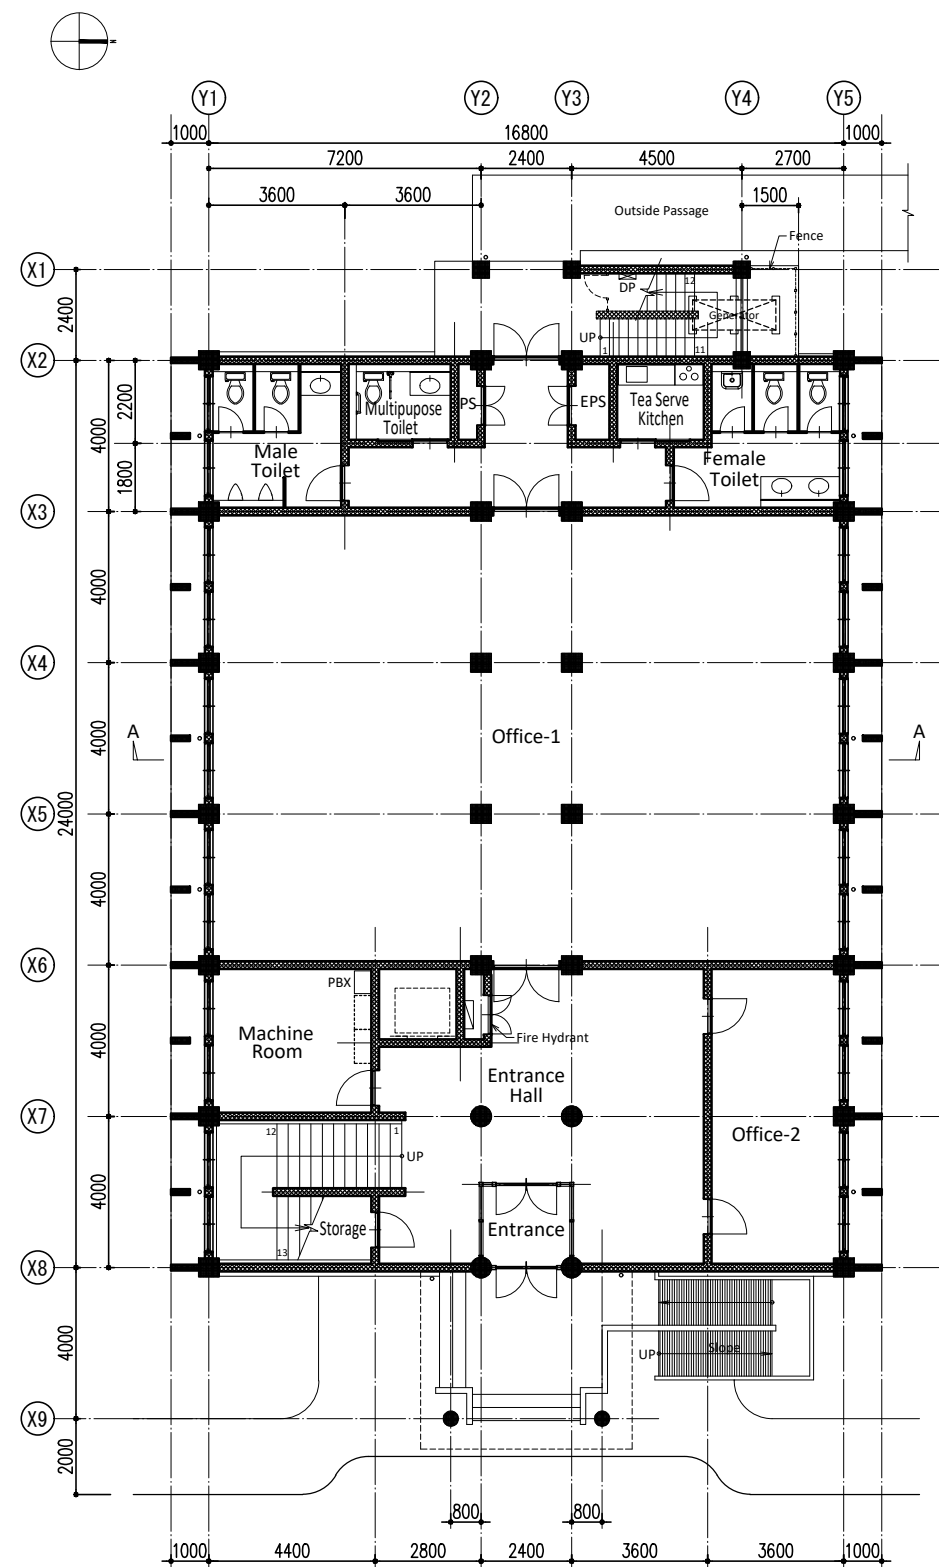 N
Y1 Y2 Y3 Y4 Y5
1000 16800 1000
7200 2400 4500 2700
3600 3600 1500
Outside Passage
Fence
X1
DP
12
Generator
UP
1 11
2400
X2
2200
4000
1800
PS
EPS
Multipupose
Toilet
Tea Serve
Kitchen
Male
Toilet
Female
Toilet
X3
4000
X4
4000
A A
Office-1
24000
X5
4000
X6
PBX
Machine
Room
Fire Hydrant
Entrance
Hall
4000
X7
Office-2
12 1
UP
4000
Storage
13
Entrance
X8
4000
UP
Slope
X9
2000
800 800
1000 4400 2800 2400 3600 3600 1000